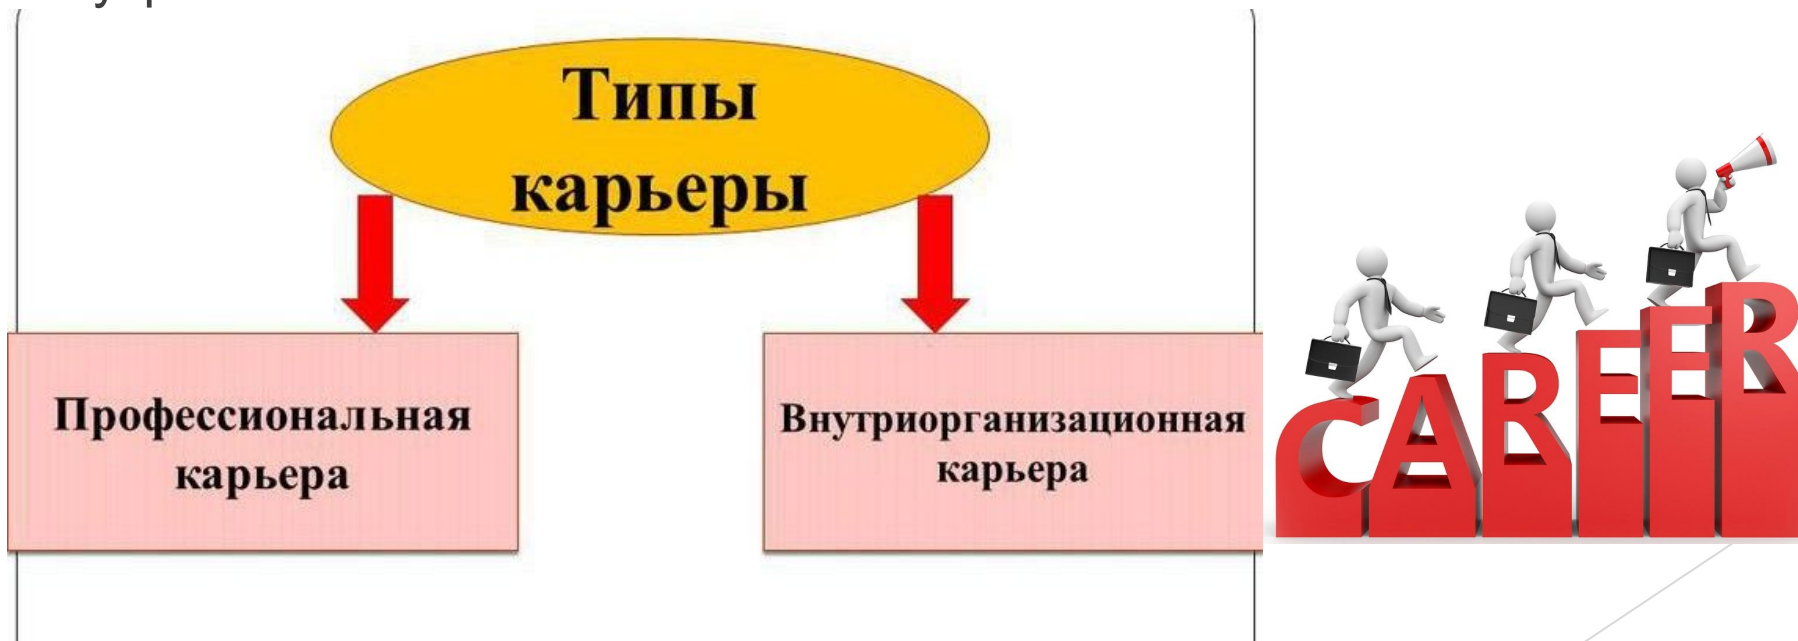 Типы
карьеры
Профессиональная
карьера
Внутриорганизационная
карьера
CAREER